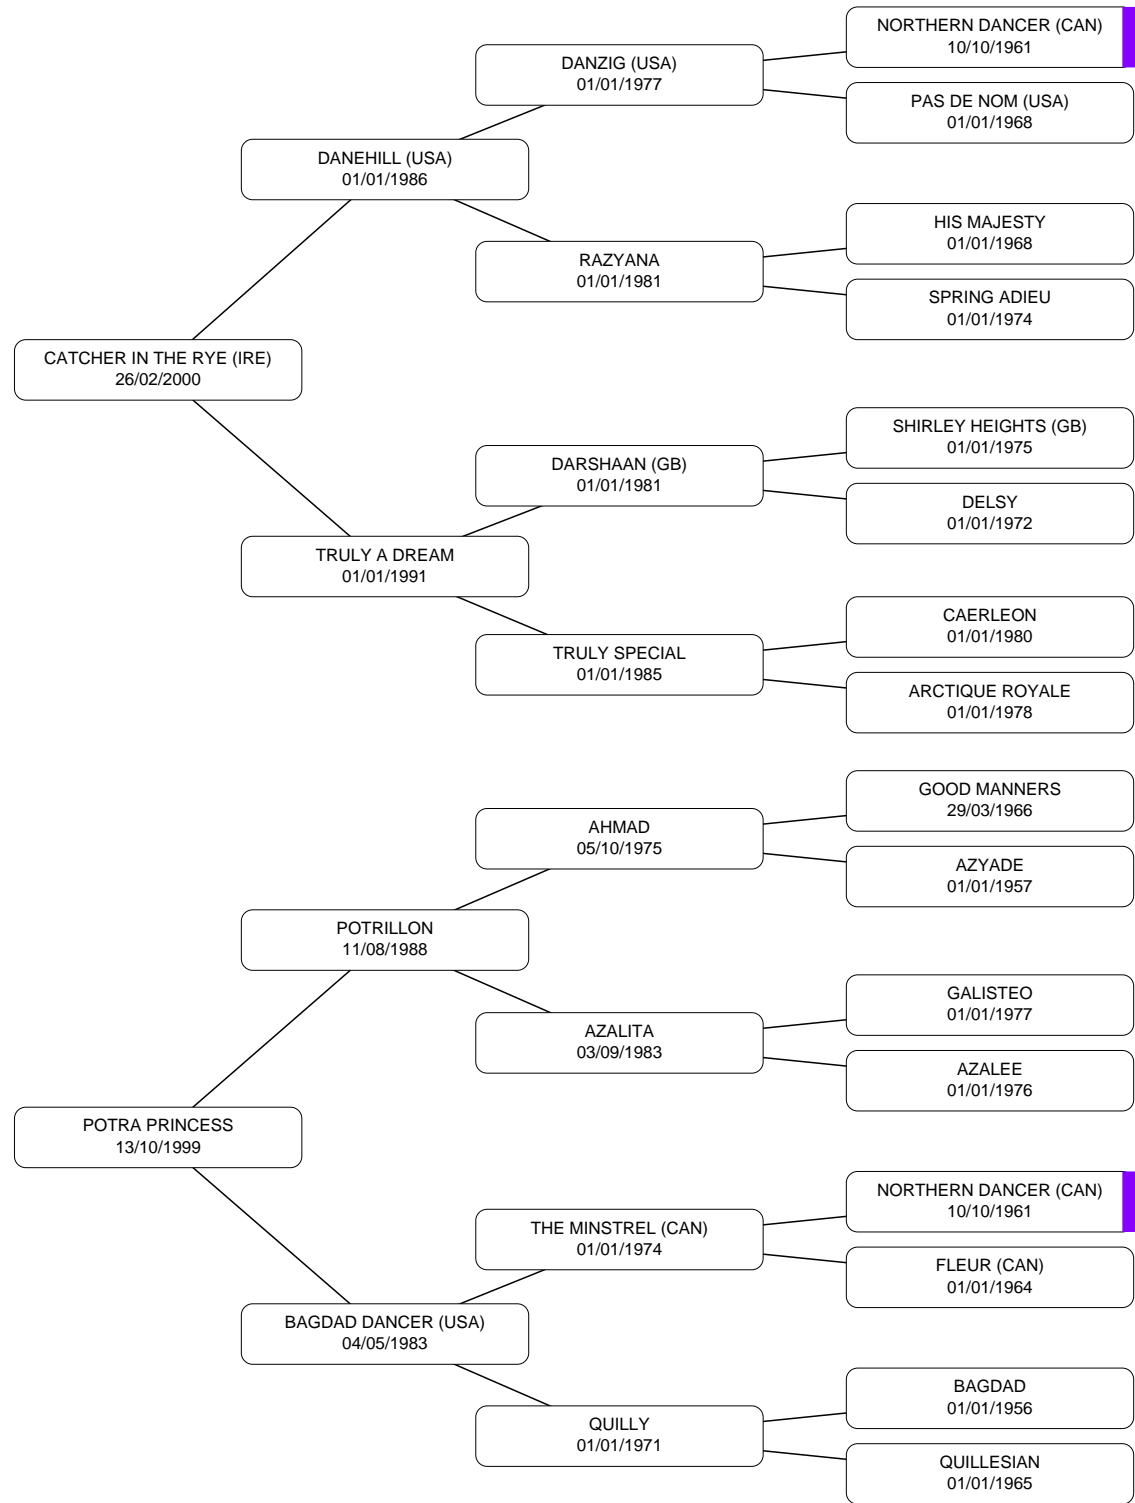 NORTHERN DANCER (CAN)
10/10/1961
DANZIG (USA)
01/01/1977
PAS DE NOM (USA)
01/01/1968
DANEHILL (USA)
01/01/1986
HIS MAJESTY
01/01/1968
RAZYANA
01/01/1981
SPRING ADIEU
01/01/1974
CATCHER IN THE RYE (IRE)
26/02/2000
SHIRLEY HEIGHTS (GB)
01/01/1975
DARSHAAN (GB)
01/01/1981
DELSY
01/01/1972
TRULY A DREAM
01/01/1991
CAERLEON
01/01/1980
TRULY SPECIAL
01/01/1985
ARCTIQUE ROYALE
01/01/1978
GOOD MANNERS
29/03/1966
AHMAD
05/10/1975
AZYADE
01/01/1957
POTRILLON
11/08/1988
GALISTEO
01/01/1977
AZALITA
03/09/1983
AZALEE
01/01/1976
POTRA PRINCESS
13/10/1999
NORTHERN DANCER (CAN)
10/10/1961
THE MINSTREL (CAN)
01/01/1974
FLEUR (CAN)
01/01/1964
BAGDAD DANCER (USA)
04/05/1983
BAGDAD
01/01/1956
QUILLY
01/01/1971
QUILLESIAN
01/01/1965